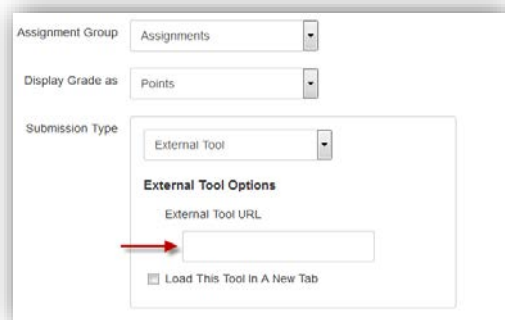 Assignment Group Assignments
Display Grade as Points
Submission Type
External Tool
External Tool Options
External Tool URL
Load This Tool In A New Tab